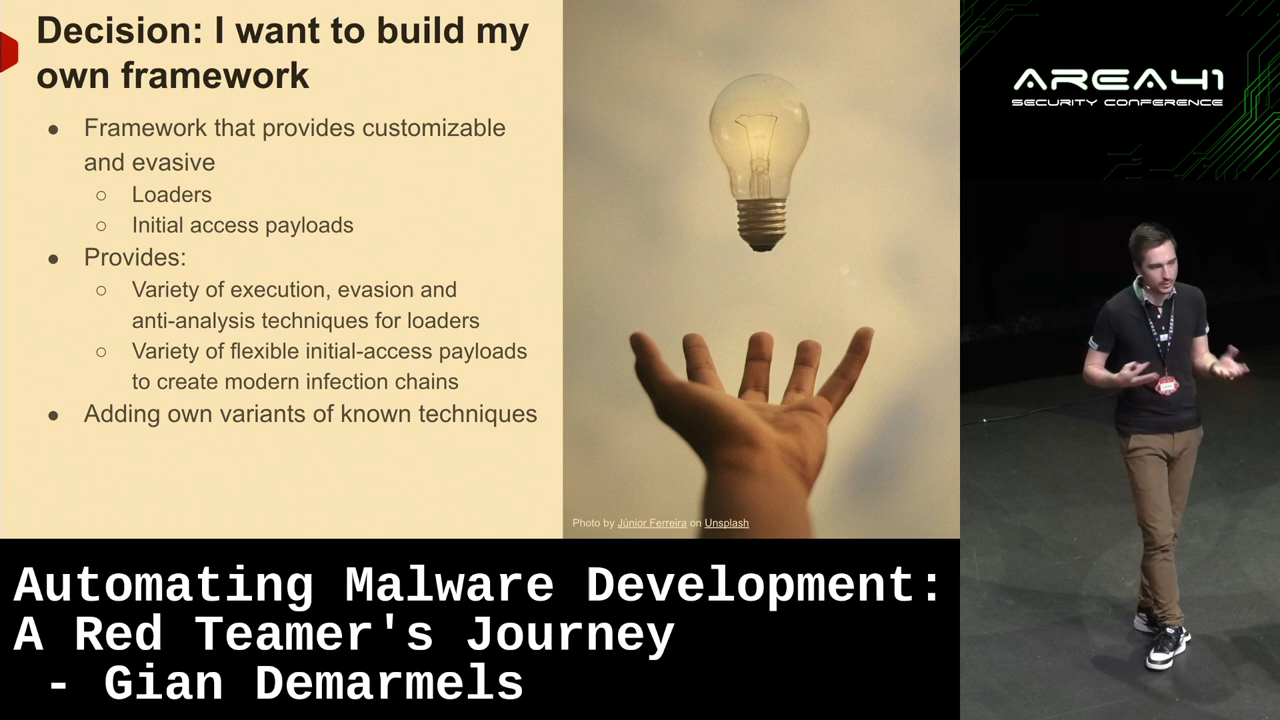 Decision: I want to build my
own framework
● Framework that provides customizable
and evasive
○ Loaders
○ Initial access payloads
● Provides:
○ Variety of execution, evasion and
anti-analysis techniques for loaders
○ Variety of flexible initial-access payloads
to create modern infection chains
● Adding own variants of known techniques
Photo by Júnior Ferreira on Unsplash
AREA41
SECURITY CONFERENCE
Automating Malware Development:
A Red Teamer's Journey
- Gian Demarmels